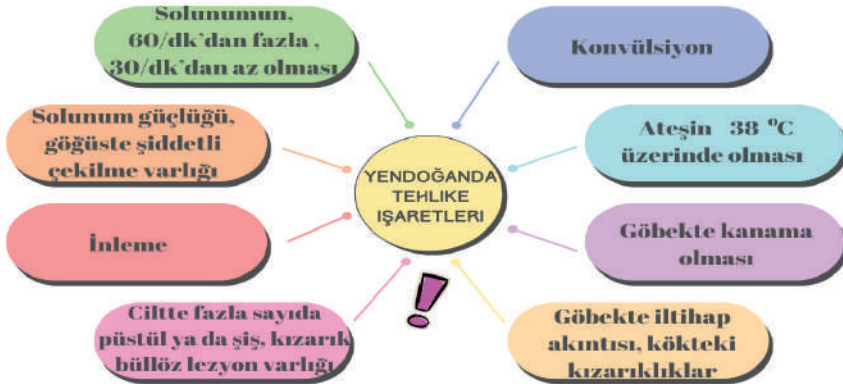 Solunumun,
60/dk'dan fazla ,
30/dk'dan az olması
Konvülsiyon
Solunum güçlüğü,
göğüste şiddetli
çekilme varlığı
Ateşin 38 °C
üzerinde olması
YENDOĞANDA
TEHLIKE
IŞARETLERI
İnleme
Göbekte kanama
olması
Ciltte fazla sayıda
püstül ya da şiş, kızarık
büllöz lezyon varlığı
Göbekte iltihap
akıntısı, kökteki
kızarıklıklar